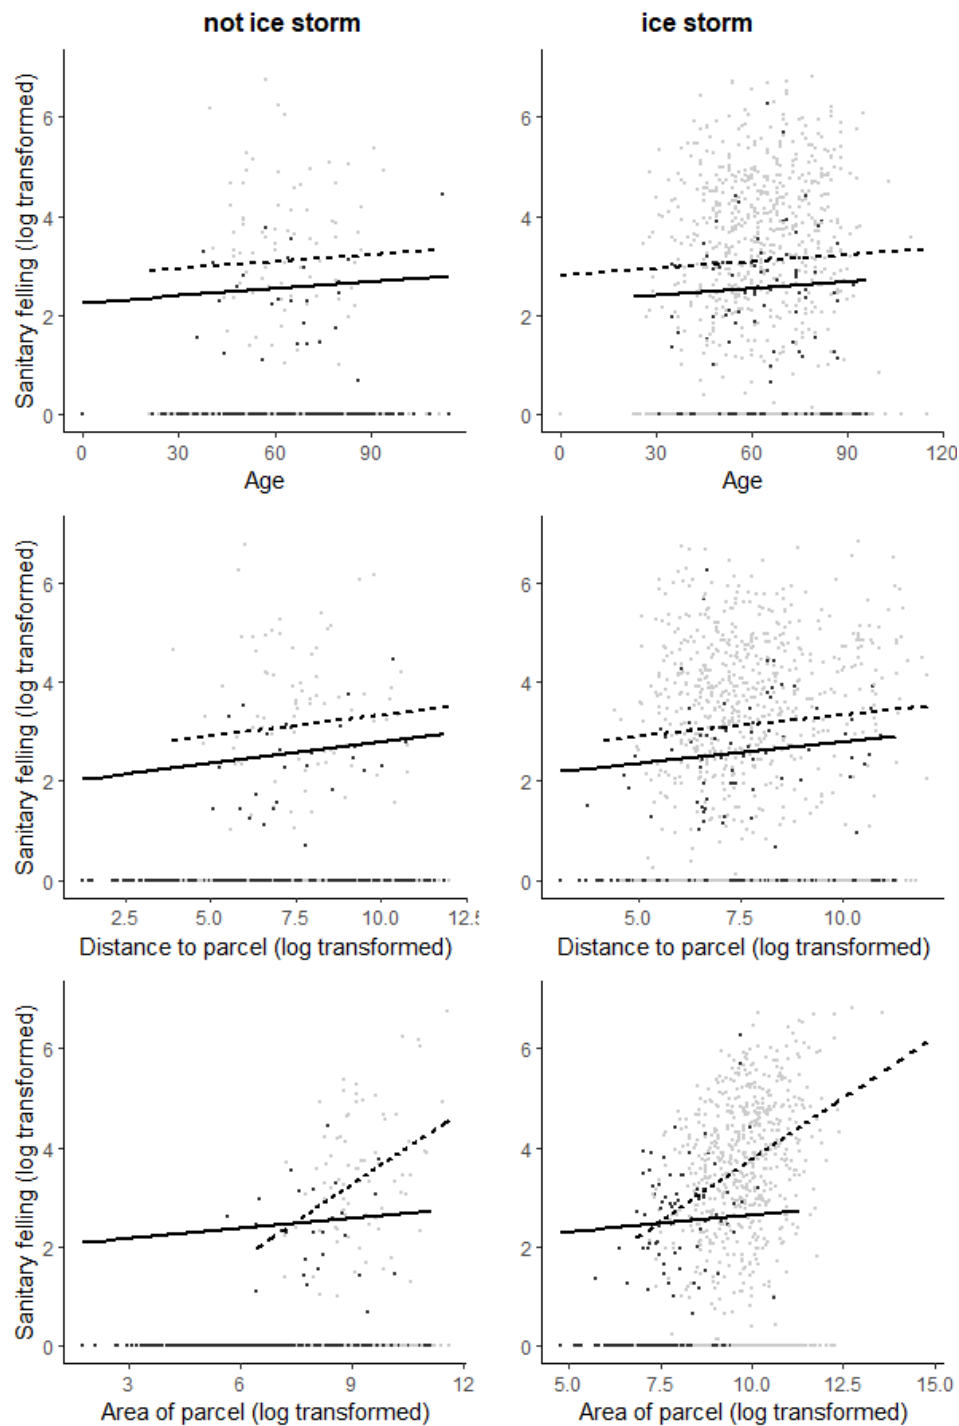 not ice storm
ice storm
Sanitary felling (log transformed)
6
4
2
0
0 30 60 90
Age
6
4
2
0
0 30 60 90 120
Age
Sanitary felling (log transformed)
6
4
2
0
2.5 5.0 7.5 10.0 12.5
Distance to parcel (log transformed)
6
4
2
0
5.0 7.5 10.0
Distance to parcel (log transformed)
Sanitary felling (log transformed)
6
4
2
0
3 6 9 12
Area of parcel (log transformed)
6
4
2
0
5.0 7.5 10.0 12.5 15.0
Area of parcel (log transformed)